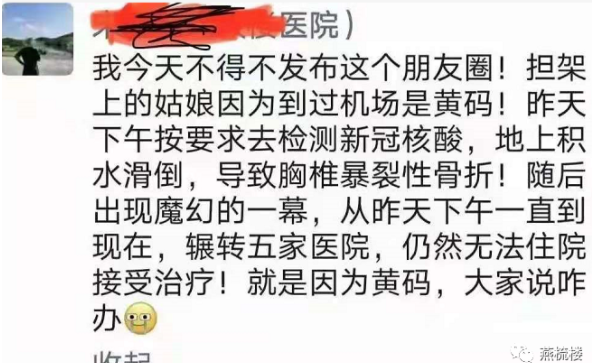 医院）
我今天不得不发布这个朋友圈！担架
上的姑娘因为到过机场是黄码！昨天
下午按要求去检测新冠核酸，地上积
水滑倒，导致胸椎暴裂性骨折！随后
出现魔幻的一幕，从昨天下午一直到
现在，辗转五家医院，仍然无法住院
接受治疗！就是因为黄码，大家说咋
办
收起
燕梳楼